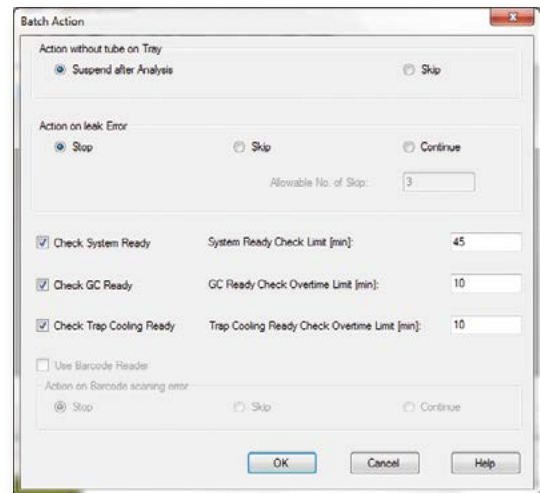 Batch Action
Action without tube on Tray
Suspend after Analysis Skip
Action on leak Error
Stop Skip Continue
Allowable No. of Skip: 3
Check System Ready System Ready Check Limit [min]: 45
Check GC Ready GC Ready Check Overtime Limit [min]: 10
Check Trap Cooling Ready Trap Cooling Ready Check Overtime Limit [min]: 10
Use Barcode Reader
Action on Barcode scaning error
Stop Skip Continue
OK Cancel Help